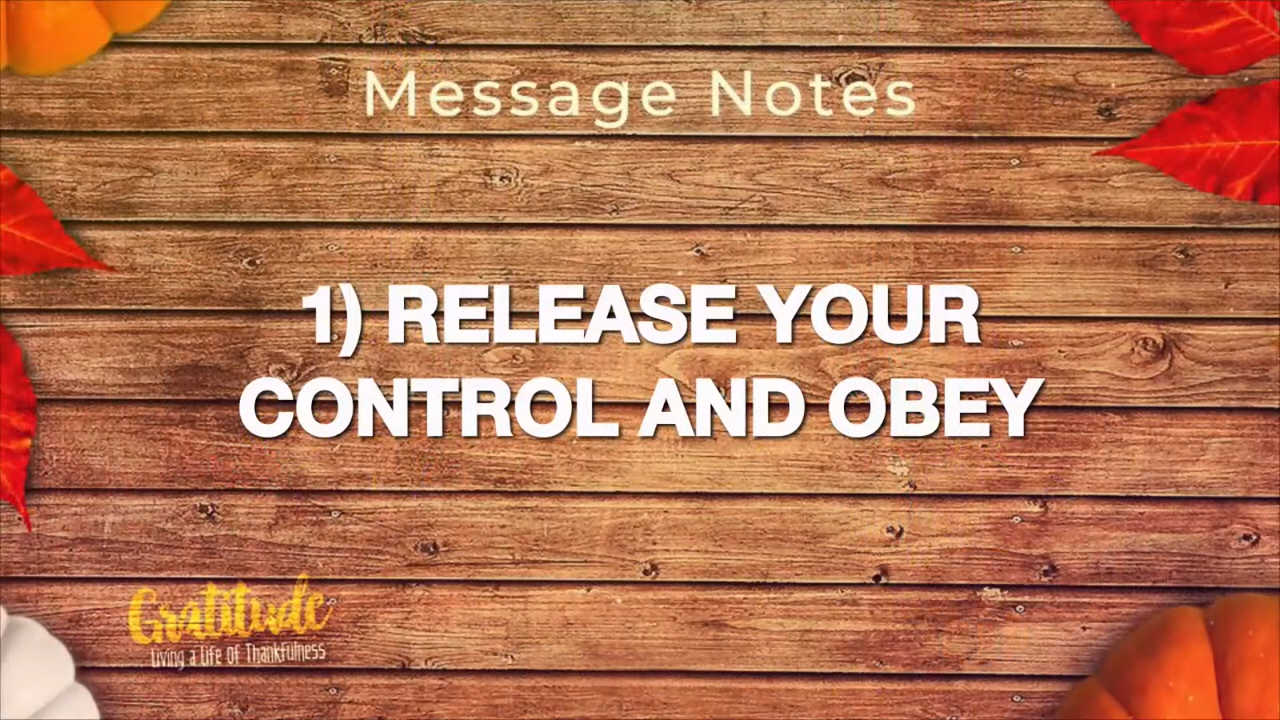 Message Notes
1) RELEASE YOUR
CONTROL AND OBEY
Gratitude
Living a Life Of Thankfulness